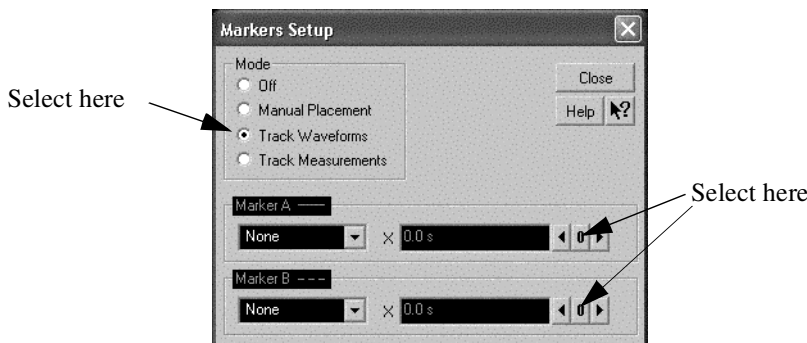 Markers Setup
Mode
Off
Manual Placement
Track Waveforms
Track Measurements
Close
Help
?
Select here
Select here
Marker A
None
X 0.0 s
0
Marker B
None
X 0.0 s
0